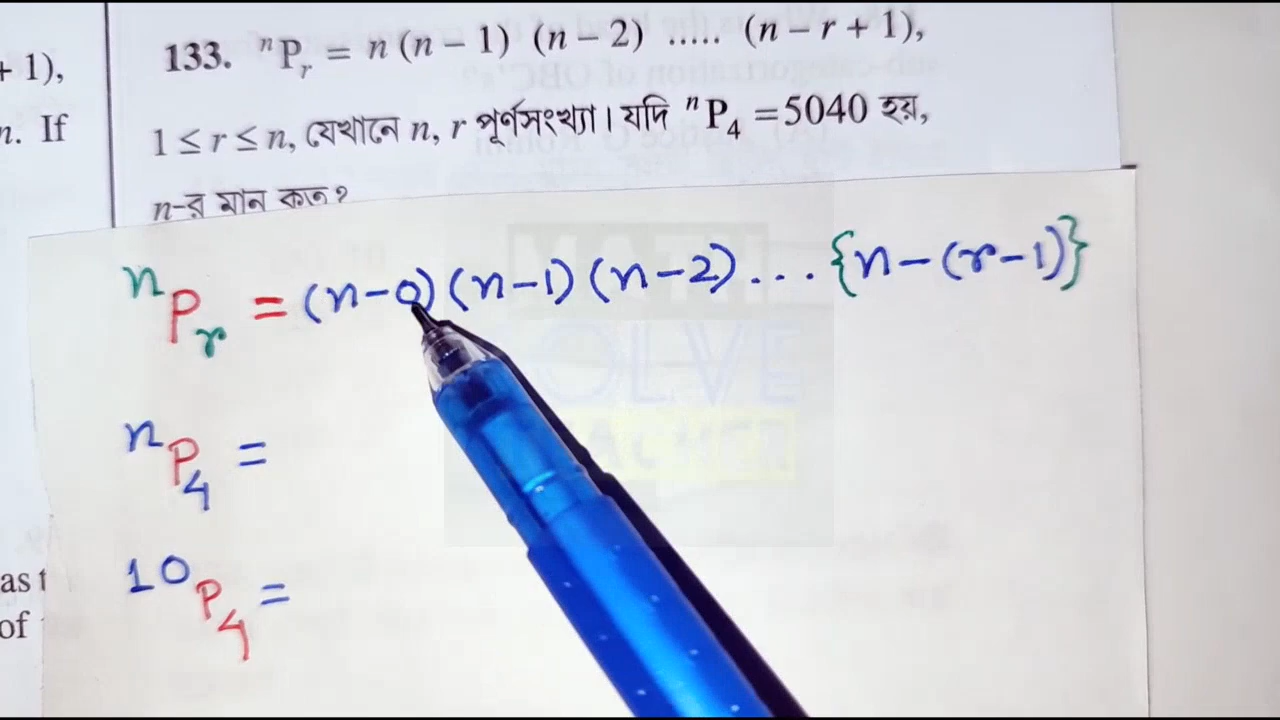 133. ⁿPᵣ = n (n – 1) (n – 2) ..... (n – r + 1),
+ 1),
1 ≤ r ≤ n, যেখানে n, r পূর্ণসংখ্যা। যদি ⁿP₄ = 5040 হয়,
n. If
n-র মান কত?
ⁿPᵣ = (n-0)(n-1)(n-2)...{n-(r-1)}
ⁿP₄ =
¹⁰P₄ =
as t
of